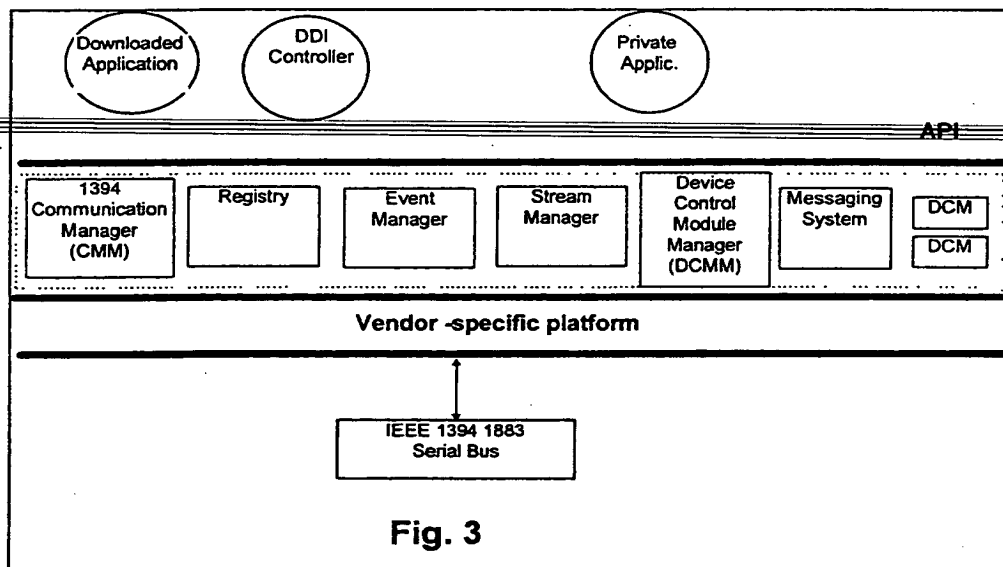 Downloaded
Application
DDI
Controller
Private
Applic.
API
1394
Communication
Manager
(CMM)
Registry
Event
Manager
Stream
Manager
Device
Control
Module
Manager
(DCMM)
Messaging
System
DCM
DCM
Vendor -specific platform
IEEE 1394 1883
Serial Bus
Fig. 3